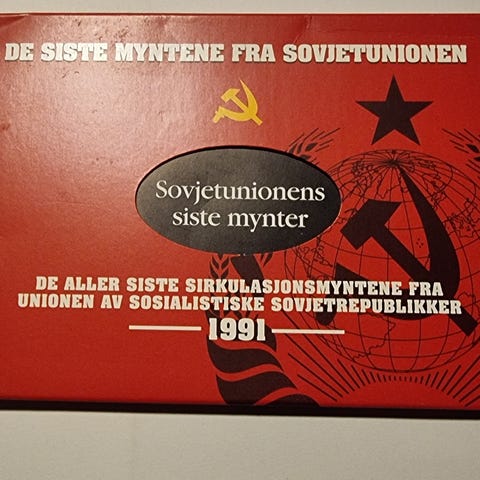 DE SISTE MYNTENE FRA SOVJETUNIONEN
Sovjetunionens
siste mynter
DE ALLER SISTE SIRKULASJONSMYNTENE FRA
UNIONEN AV SOSIALISTISKE SOVJETREPUBLIKKER
1991